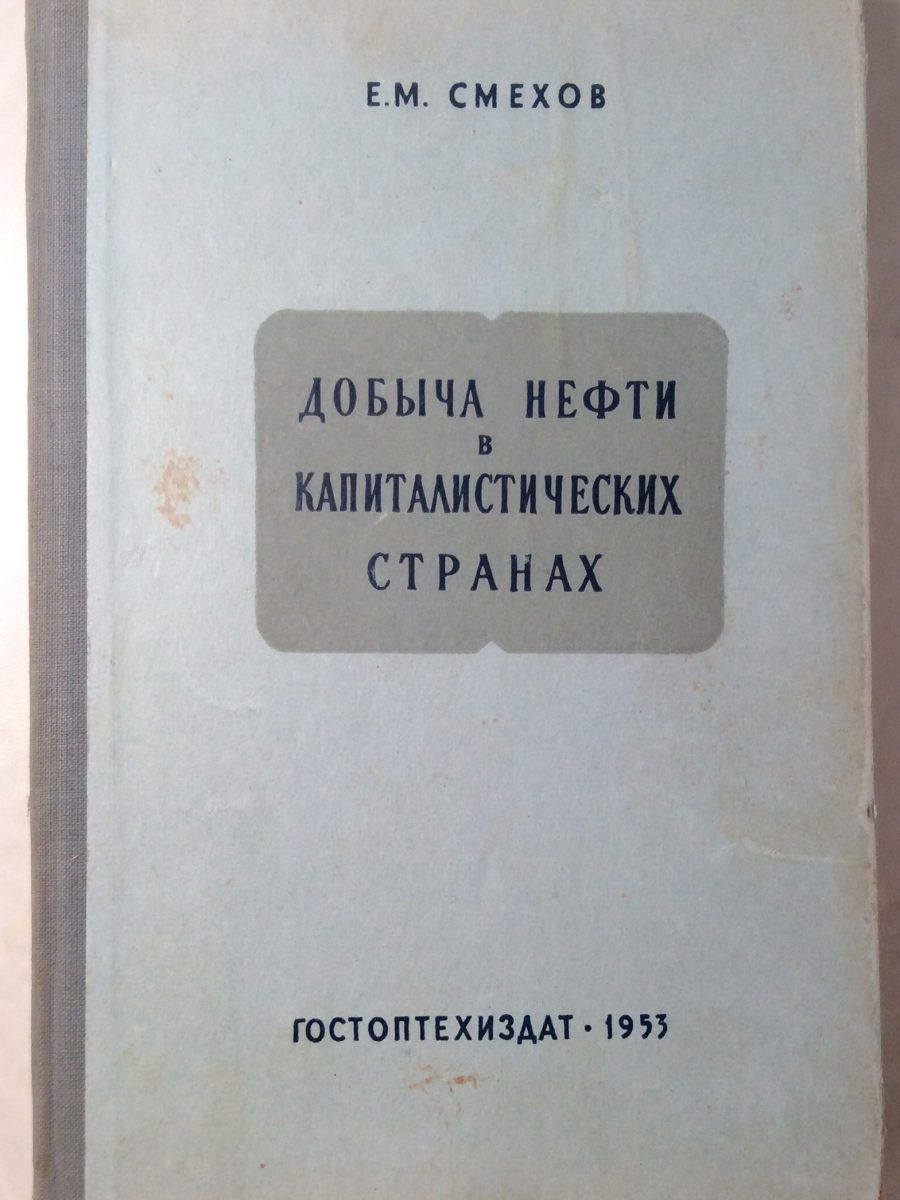 Е.М. СМЕХОВ
ДОБЫЧА НЕФТИ
В
КАПИТАЛИСТИЧЕСКИХ
СТРАНАХ
ГОСТОПТЕХИЗДАТ • 1953